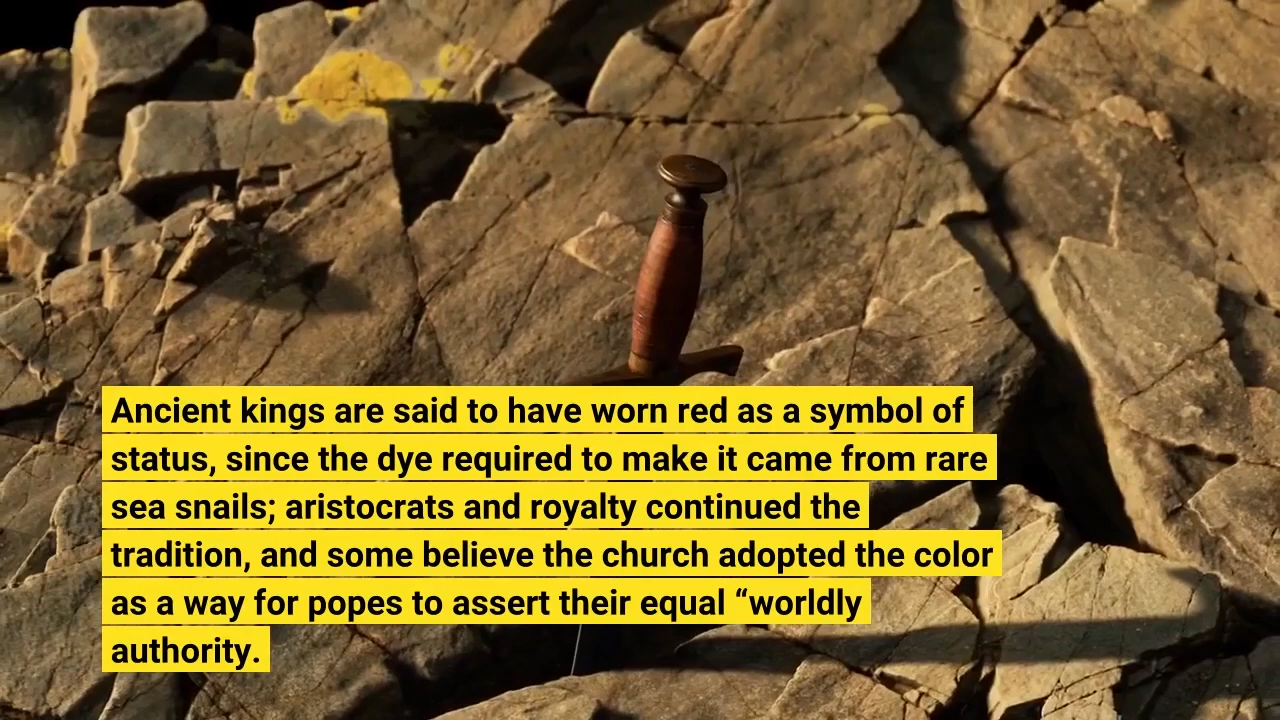 Ancient kings are said to have worn red as a symbol of
status, since the dye required to make it came from rare
sea snails; aristocrats and royalty continued the
tradition, and some believe the church adopted the color
as a way for popes to assert their equal “worldly
authority.